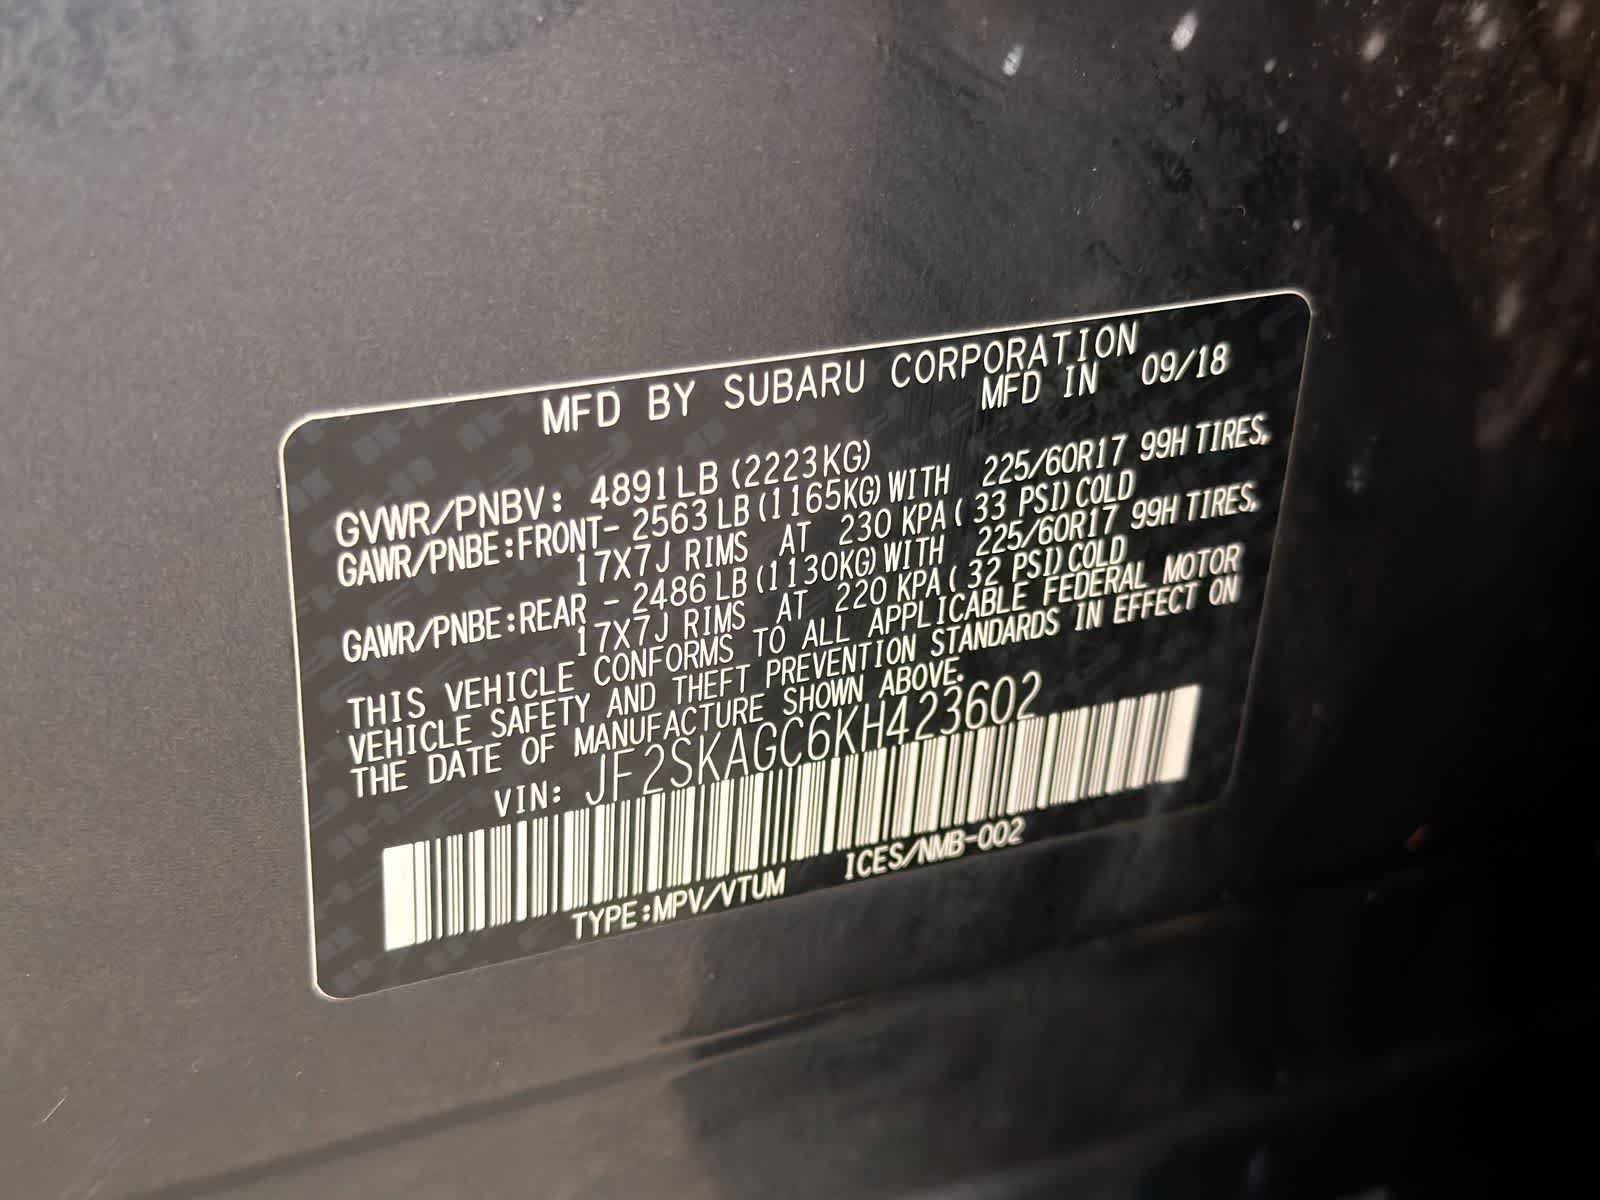 MFD BY SUBARU CORPORATION
MFD IN 09/18
GVWR/PNBV: 4891LB (2223KG)
GAWR/PNBE:FRONT- 2563LB (1165KG) WITH 225/60R17 99H TIRES,
17X7J RIMS AT 230 KPA ( 33 PSI) COLD
GAWR/PNBE:REAR - 2486LB (1130KG) WITH 225/60R17 99H TIRES,
17X7J RIMS AT 220 KPA ( 32 PSI) COLD
THIS VEHICLE CONFORMS TO ALL APPLICABLE FEDERAL MOTOR
VEHICLE SAFETY AND THEFT PREVENTION STANDARDS IN EFFECT ON
THE DATE OF MANUFACTURE SHOWN ABOVE.
VIN: JF2SKAGC6KH423602
TYPE:MPV/VTUM ICES/NMB-002